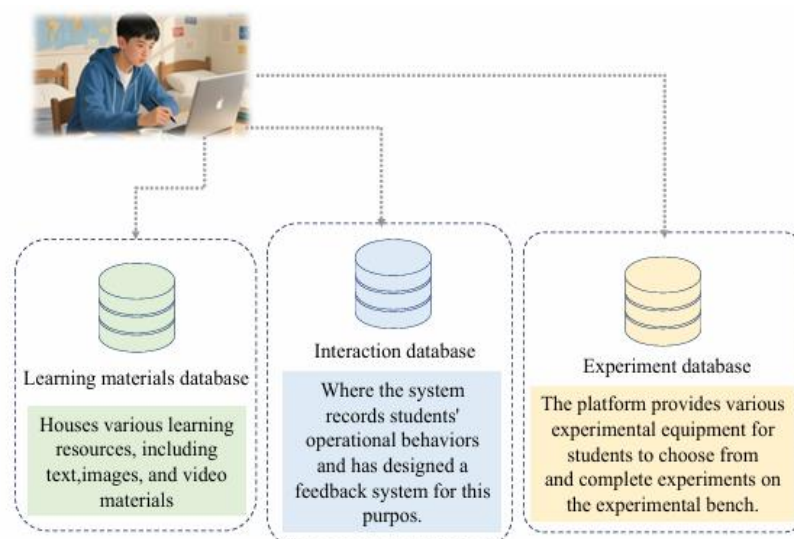 Learning materials database
Houses various learning
resources, including
text,images, and video
materials
Interaction database
Where the system
records students'
operational behaviors
and has designed a
feedback system for this
purpos.
Experiment database
The platform provides various
experimental equipment for
students to choose from
and complete experiments on
the experimental bench.